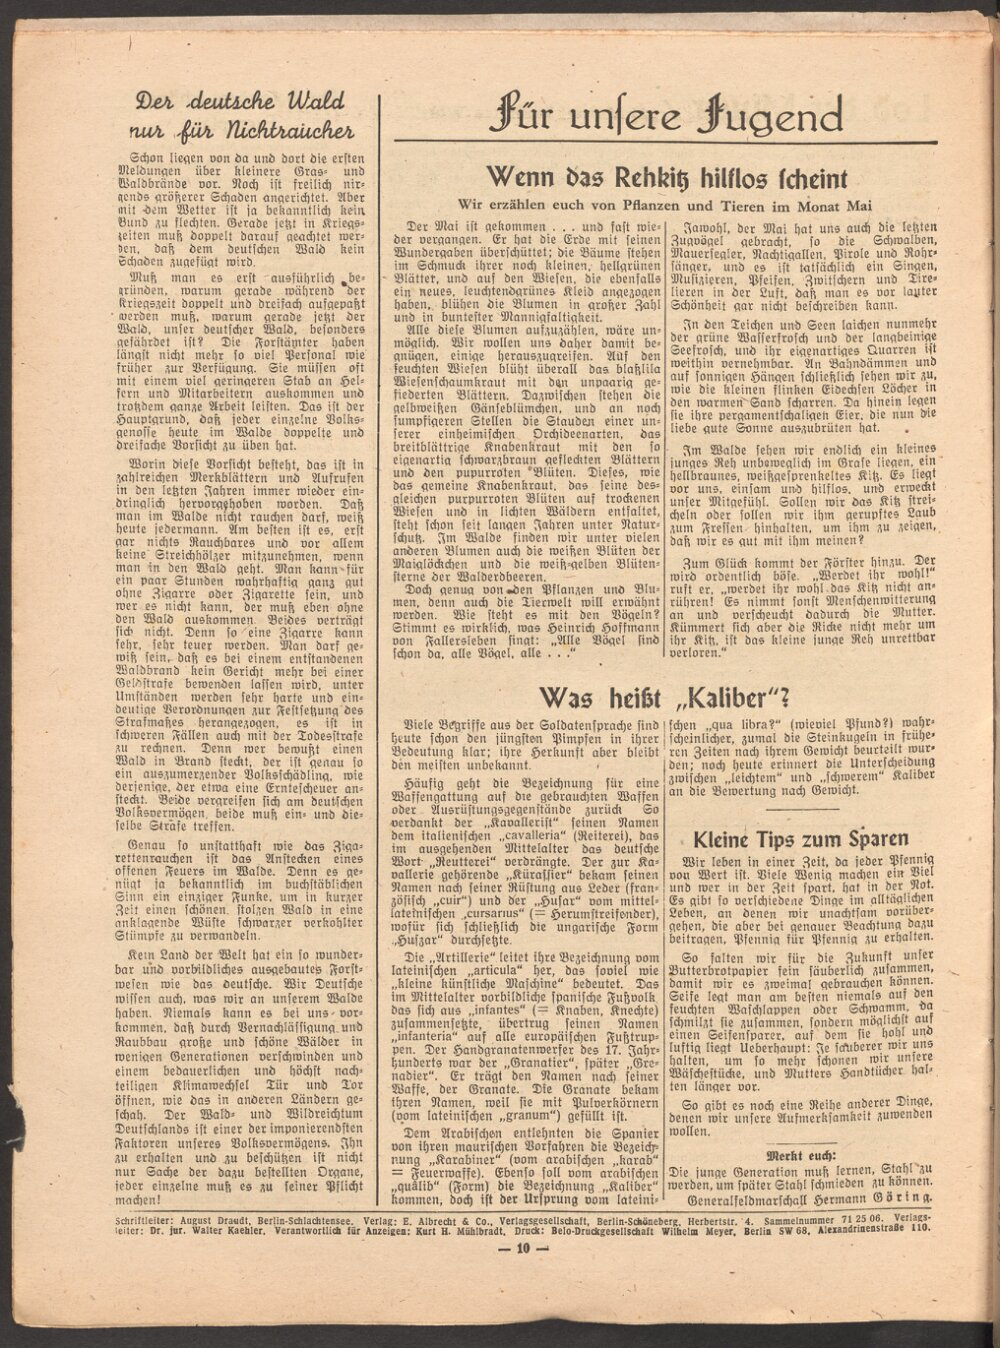 Der deutsche Wald
nur für Nichtraucher
Schon liegen von da und dort die ersten
Meldungen über kleinere Gras- und
Waldbrände vor. Noch ist freilich nir-
gends größerer Schaden angerichtet. Aber
mit dem Wetter ist ja bekanntlich kein
Bund zu flechten. Gerade jetzt in Kriegs-
zeiten muß doppelt darauf geachtet wer-
den, daß dem deutschen Wald kein
Schaden zugefügt wird.
Muß man es erst ausführlich be-
gründen, warum gerade während der
Kriegszeit doppelt und dreifach aufgepaßt
werden muß, warum gerade jetzt der
Wald, unser deutscher Wald, besonders
gefährdet ist? Die Forstämter haben
längst nicht mehr so viel Personal wie
früher zur Verfügung. Sie müssen oft
mit einem viel geringeren Stab an Hel-
fern und Mitarbeitern auskommen und
trotzdem ganze Arbeit leisten. Das ist der
Hauptgrund, daß jeder einzelne Volks-
genosse heute im Walde doppelte und
dreifache Vorsicht zu üben hat.
Worin diese Vorsicht besteht, das ist in
zahlreichen Merkblättern und Aufrufen
in den letzten Jahren immer wieder ein-
dringlich hervorgehoben worden. Daß
man im Walde nicht rauchen darf, weiß
heute jedermann. Am besten ist es, erst
gar nichts Rauchbares und vor allem
keine Streichhölzer mitzunehmen, wenn
man in den Wald geht. Man kann für
ein paar Stunden wahrhaftig ganz gut
ohne Zigarre oder Zigarette sein, und
wer es nicht kann, der muß eben ohne
den Wald auskommen. Beides verträgt
sich nicht. Denn so eine Zigarre kann
sehr, sehr teuer werden. Man darf ge-
wiß sein, daß es bei einem entstandenen
Waldbrand kein Gericht mehr bei einer
Geldstrafe bewenden lassen wird, unter
Umständen werden sehr harte und ein-
deutige Verordnungen zur Festsetzung des
Strafmaßes herangezogen, es ist in
schweren Fällen auch mit der Todesstrafe
zu rechnen. Denn wer bewußt einen
Wald in Brand steckt, der ist genau so
ein auszumerzender Volksschädling, wie
derjenige, der etwa eine Ernteschener an-
steckt. Beide vergreifen sich am deutschen
Volksvermögen, beide muß ein- und die-
selbe Strafe treffen.
Genau so unstatthaft wie das Ziga-
rettenrauchen ist das Anstecken eines
offenen Feuers im Walde. Denn es ge-
nügt ja bekanntlich im buchstäblichen
Sinn ein einziger Funke, um in kurzer
Zeit einen schönen, stolzen Wald in eine
anklagende Wüste schwarzer verkohlter
Stümpfe zu verwandeln.
Kein Land der Welt hat ein so wunder-
bar und vorbildliches ausgebautes Forst-
wesen wie das deutsche. Wir Deutsche
wissen auch, was wir an unserem Walde
haben. Niemals kann es bei uns vor-
kommen, daß durch Vernachlässigung und
Raubbau große und schöne Wälder in
wenigen Generationen verschwinden und
einem bedauerlichen und höchst nach-
teiligen Klimawechsel Tür und Tor
öffnen, wie das in anderen Ländern ge-
schah. Der Wald- und Wildreichtum
Deutschlands ist einer der imponierendsten
Faktoren unseres Volksvermögens. Ihn
zu erhalten und zu beschützen ist nicht
nur Sache der dazu bestellten Organe,
jeder einzelne muß es zu seiner Pflicht
machen!
Für unsere Jugend
Wenn das Rehkitz hilflos scheint
Wir erzählen euch von Pflanzen und Tieren im Monat Mai
Der Mai ist gekommen . . . und fast wie-
der vergangen. Er hat die Erde mit seinen
Wundergaben überschüttet; die Bäume stehen
im Schmuck ihrer noch kleinen, hellgrünen
Blätter, und auf den Wiesen, die ebenfalls
ein neues, leuchtendgrünes Kleid angezogen
haben, blühen die Blumen in großer Zahl
und in buntester Mannigfaltigkeit.
Alle diese Blumen aufzuzählen, wäre un-
möglich. Wir wollen uns daher damit be-
gnügen, einige herauszugreifen. Auf den
feuchten Wiesen blüht überall das blaßlila
Wiesenschaumkraut mit den unpaarig ge-
fiederten Blättern. Dazwischen stehen die
gelbweißen Gänseblümchen, und an noch
sumpfigeren Stellen die Stauden einer un-
serer einheimischen Orchideenarten, das
breitblättrige Knabenkraut mit den so
eigenartig schwarzbraun gefleckten Blättern
und den pupurroten Blüten. Dieses, wie
das gemeine Knabenkraut, das seine des-
gleichen purpurroten Blüten auf trockenen
Wiesen und in lichten Wäldern entfaltet,
steht schon seit langen Jahren unter Natur-
schutz. Im Walde finden wir unter vielen
anderen Blumen auch die weißen Blüten der
Maiglöckchen und die weiß-gelben Blüten-
sterne der Walderdbeeren.
Doch genug von den Pflanzen und Blu-
men, denn auch die Tierwelt will erwähnt
werden. Wie steht es mit den Vögeln?
Stimmt es wirklich, was Heinrich Hoffmann
von Fallersleben singt: „Alle Vögel sind
schon da, alle Vögel, alle . . .“
Jawohl, der Mai hat uns auch die letzten
Zugvögel gebracht, so die Schwalben,
Mauersegler, Nachtigallen, Pirole und Rohr-
sänger, und es ist tatsächlich ein Singen,
Musizieren, Pfeifen, Zwitschern und Tire-
lieren in der Luft, daß man es vor lauter
Schönheit gar nicht beschreiben kann.
In den Teichen und Seen laichen nunmehr
der grüne Wasserfrosch und der langbeinige
Seefrosch, und ihr eigenartiges Quarren ist
weithin vernehmbar. An Bahndämmen und
auf sonnigen Hängen schließlich sehen wir zu,
wie die kleinen flinken Eidechsen Löcher in
den warmen Sand scharren. Da hinein legen
sie ihre pergamentschaligen Eier, die nun die
liebe gute Sonne auszubrüten hat.
Im Walde sehen wir endlich ein kleines
junges Reh unbeweglich im Grase liegen, ein
hellbraunes, weißgesprenkeltes Kitz. Es liegt
vor uns, einsam und hilflos, und erweckt
unser Mitgefühl. Sollen wir das Kitz strei-
cheln oder sollen wir ihm gerupftes Laub
zum Fressen hinhalten, um ihm zu zeigen,
daß wir es gut mit ihm meinen?
Zum Glück kommt der Förster hinzu. Der
wird ordentlich böse. „Werdet ihr wohl!“
ruft er, „werdet ihr wohl das Kitz nicht an-
rühren! Es nimmt sonst Menschenwitterung
an und verscheucht dadurch die Mutter.
Kümmert sich aber die Ricke nicht mehr um
ihr Kitz, ist das kleine junge Reh unrettbar
verloren.“
Was heißt „Kaliber“?
Viele Begriffe aus der Soldatensprache sind
heute schon den jüngsten Pimpfen in ihrer
Bedeutung klar; ihre Herkunft aber bleibt
den meisten unbekannt.
Häufig geht die Bezeichnung für eine
Waffengattung auf die gebrauchten Waffen
oder Ausrüstungsgegenstände zurück. So
verdankt der „Kavallerist“ seinen Namen
dem italienischen „cavalleria“ (Reiterei), das
im ausgehenden Mittelalter das deutsche
Wort „Reutterei“ verdrängte. Der zur Ka-
vallerie gehörende „Kürassier“ bekam seinen
Namen nach seiner Rüstung aus Leder (fran-
zösisch „cuir“) und der „Husar“ vom mittel-
lateinischen „cursarius“ (= Herumstreifender),
wofür sich schließlich die ungarische Form
„Huszar“ durchsetzte.
Die „Artillerie“ leitet ihre Bezeichnung vom
lateinischen „articula“ her, das soviel wie
„kleine künstliche Maschine“ bedeutet. Das
im Mittelalter vorbildliche spanische Fußvolk,
das sich aus „infantes“ (= Knaben, Knechte)
zusammensetzte, übertrug seinen Namen
„infanteria“ auf alle europäischen Fußtrup-
pen. Der Handgranatenwerfer des 17. Jahr-
hunderts war der „Granatier“, später „Gre-
nadier“. Er trägt den Namen nach seiner
Waffe, der Granate. Die Granate bekam
ihren Namen, weil sie mit Pulverkörnern
(vom lateinischen „granum“) gefüllt ist.
Dem Arabischen entlehnten die Spanier
von ihren maurischen Vorfahren die Bezeich-
nung „Karabiner“ (vom arabischen „karab“
= Feuerwaffe). Ebenso soll vom arabischen
„qualib“ (Form) die Bezeichnung „Kaliber“
kommen, doch ist der Ursprung vom lateini-
schen „qua libra?“ (wieviel Pfund?) wahr-
scheinlicher, zumal die Steinkugeln in frühe-
ren Zeiten nach ihrem Gewicht beurteilt wur-
den; noch heute erinnert die Unterscheidung
zwischen „leichtem“ und „schwerem“ Kaliber
an die Bewertung nach Gewicht.
Kleine Tips zum Sparen
Wir leben in einer Zeit, da jeder Pfennig
von Wert ist. Viele Wenig machen ein Viel
und wer in der Zeit spart, hat in der Not.
Es gibt so verschiedene Dinge im alltäglichen
Leben, an denen wir unachtsam vorüber-
gehen, die aber bei genauer Beachtung dazu
beitragen, Pfennig für Pfennig zu erhalten.
So falten wir für die Zukunft unser
Butterbrotpapier fein säuberlich zusammen,
damit wir es zweimal gebrauchen können.
Seife legt man am besten niemals auf den
feuchten Waschlappen oder Schwamm, da
schmilzt sie zusammen, sondern möglichst auf
einen Seifensparer, auf dem sie hohl und
luftig liegt Ueberhaupt: Je sauberer wir uns
halten, um so mehr schonen wir unsere
Wäschestücke, und Mutters Handtücher hal-
ten länger vor.
So gibt es noch eine Reihe anderer Dinge,
denen wir unsere Aufmerksamkeit zuwenden
wollen.
Merkt euch:
Die junge Generation muß lernen, Stahl zu
werden, um später Stahl schmieden zu können.
Generalfeldmarschall Hermann Göring.
Schriftleiter: August Draudt, Berlin-Schlachtensee. Verlag: E. Albrecht & Co., Verlagsgesellschaft, Berlin-Schöneberg, Herbertstr. 4. Sammelnummer 71 25 06. Verlags-
leiter: Dr. jur. Walter Kaehler. Verantwortlich für Anzeigen: Kurt H. Mühlbradt, Druck: Belo-Druckgesellschaft Wilhelm Meyer, Berlin SW 68, Alexandrinenstraße 110.
— 10 —